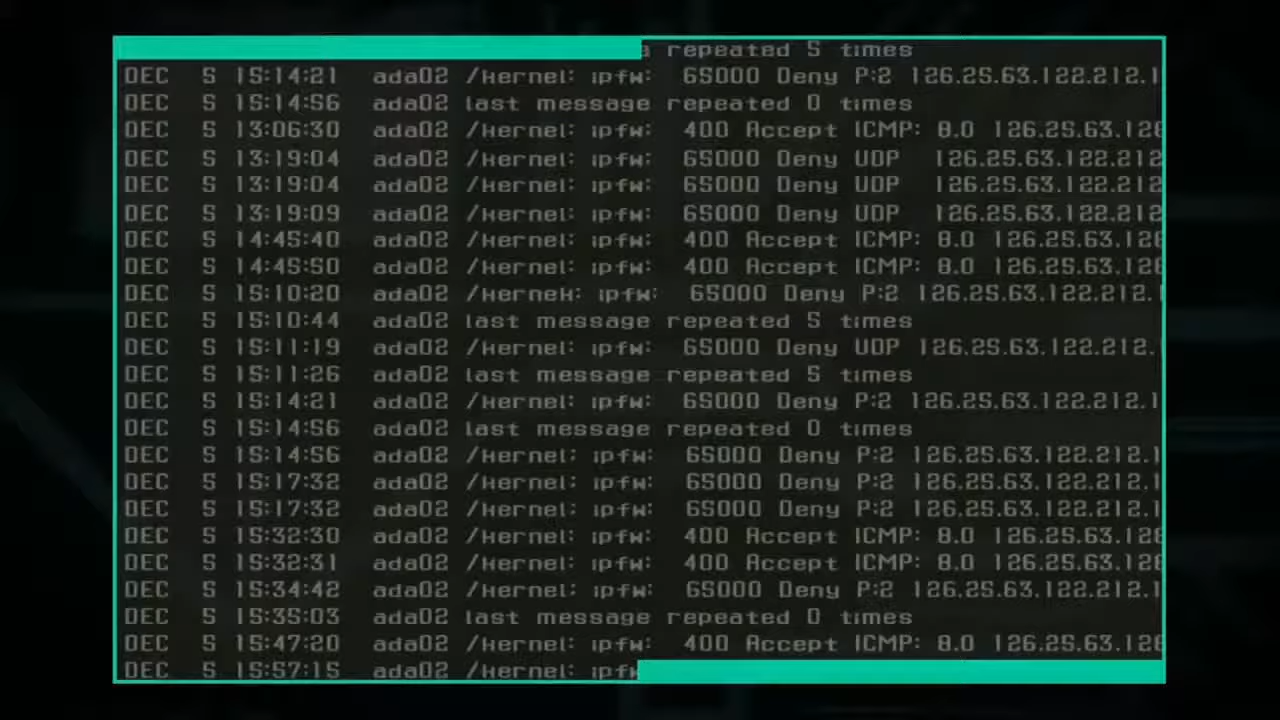 repeated 5 times
DEC 5 15:14:21 ada02 /kernel: ipfw: 65000 Deny P:2 126.25.63.122.212.1
DEC 5 15:14:56 ada02 last message repeated 0 times
DEC 5 13:06:30 ada02 /kernel: ipfw: 400 Accept ICMP: 8.0 126.25.63.128
DEC 5 13:19:04 ada02 /kernel: ipfw: 65000 Deny UDP 126.25.63.122.212
DEC 5 13:19:04 ada02 /kernel: ipfw: 65000 Deny UDP 126.25.63.122.212
DEC 5 13:19:09 ada02 /kernel: ipfw: 65000 Deny UDP 126.25.63.122.212
DEC 5 14:45:40 ada02 /kernel: ipfw: 400 Accept ICMP: 8.0 126.25.63.128
DEC 5 14:45:50 ada02 /kernel: ipfw: 400 Accept ICMP: 8.0 126.25.63.128
DEC 5 15:10:20 ada02 /kernek: ipfw: 65000 Deny P:2 126.25.63.122.212.1
DEC 5 15:10:44 ada02 last message repeated 5 times
DEC 5 15:11:19 ada02 /kernel: ipfw: 65000 Deny UDP 126.25.63.122.212.
DEC 5 15:11:26 ada02 last message repeated 5 times
DEC 5 15:14:21 ada02 /kernel: ipfw: 65000 Deny P:2 126.25.63.122.212.1
DEC 5 15:14:56 ada02 last message repeated 0 times
DEC 5 15:14:56 ada02 /kernel: ipfw: 65000 Deny P:2 126.25.63.122.212.1
DEC 5 15:17:32 ada02 /kernel: ipfw: 65000 Deny P:2 126.25.63.122.212.1
DEC 5 15:17:32 ada02 /kernel: ipfw: 65000 Deny P:2 126.25.63.122.212.1
DEC 5 15:32:30 ada02 /kernel: ipfw: 400 Accept ICMP: 8.0 126.25.63.128
DEC 5 15:32:31 ada02 /kernel: ipfw: 400 Accept ICMP: 8.0 126.25.63.128
DEC 5 15:34:42 ada02 /kernel: ipfw: 65000 Deny P:2 126.25.63.122.212.1
DEC 5 15:35:03 ada02 last message repeated 0 times
DEC 5 15:47:20 ada02 /kernel: ipfw: 400 Accept ICMP: 8.0 126.25.63.128
DEC 5 15:57:15 ada02 /kernel: ipfw